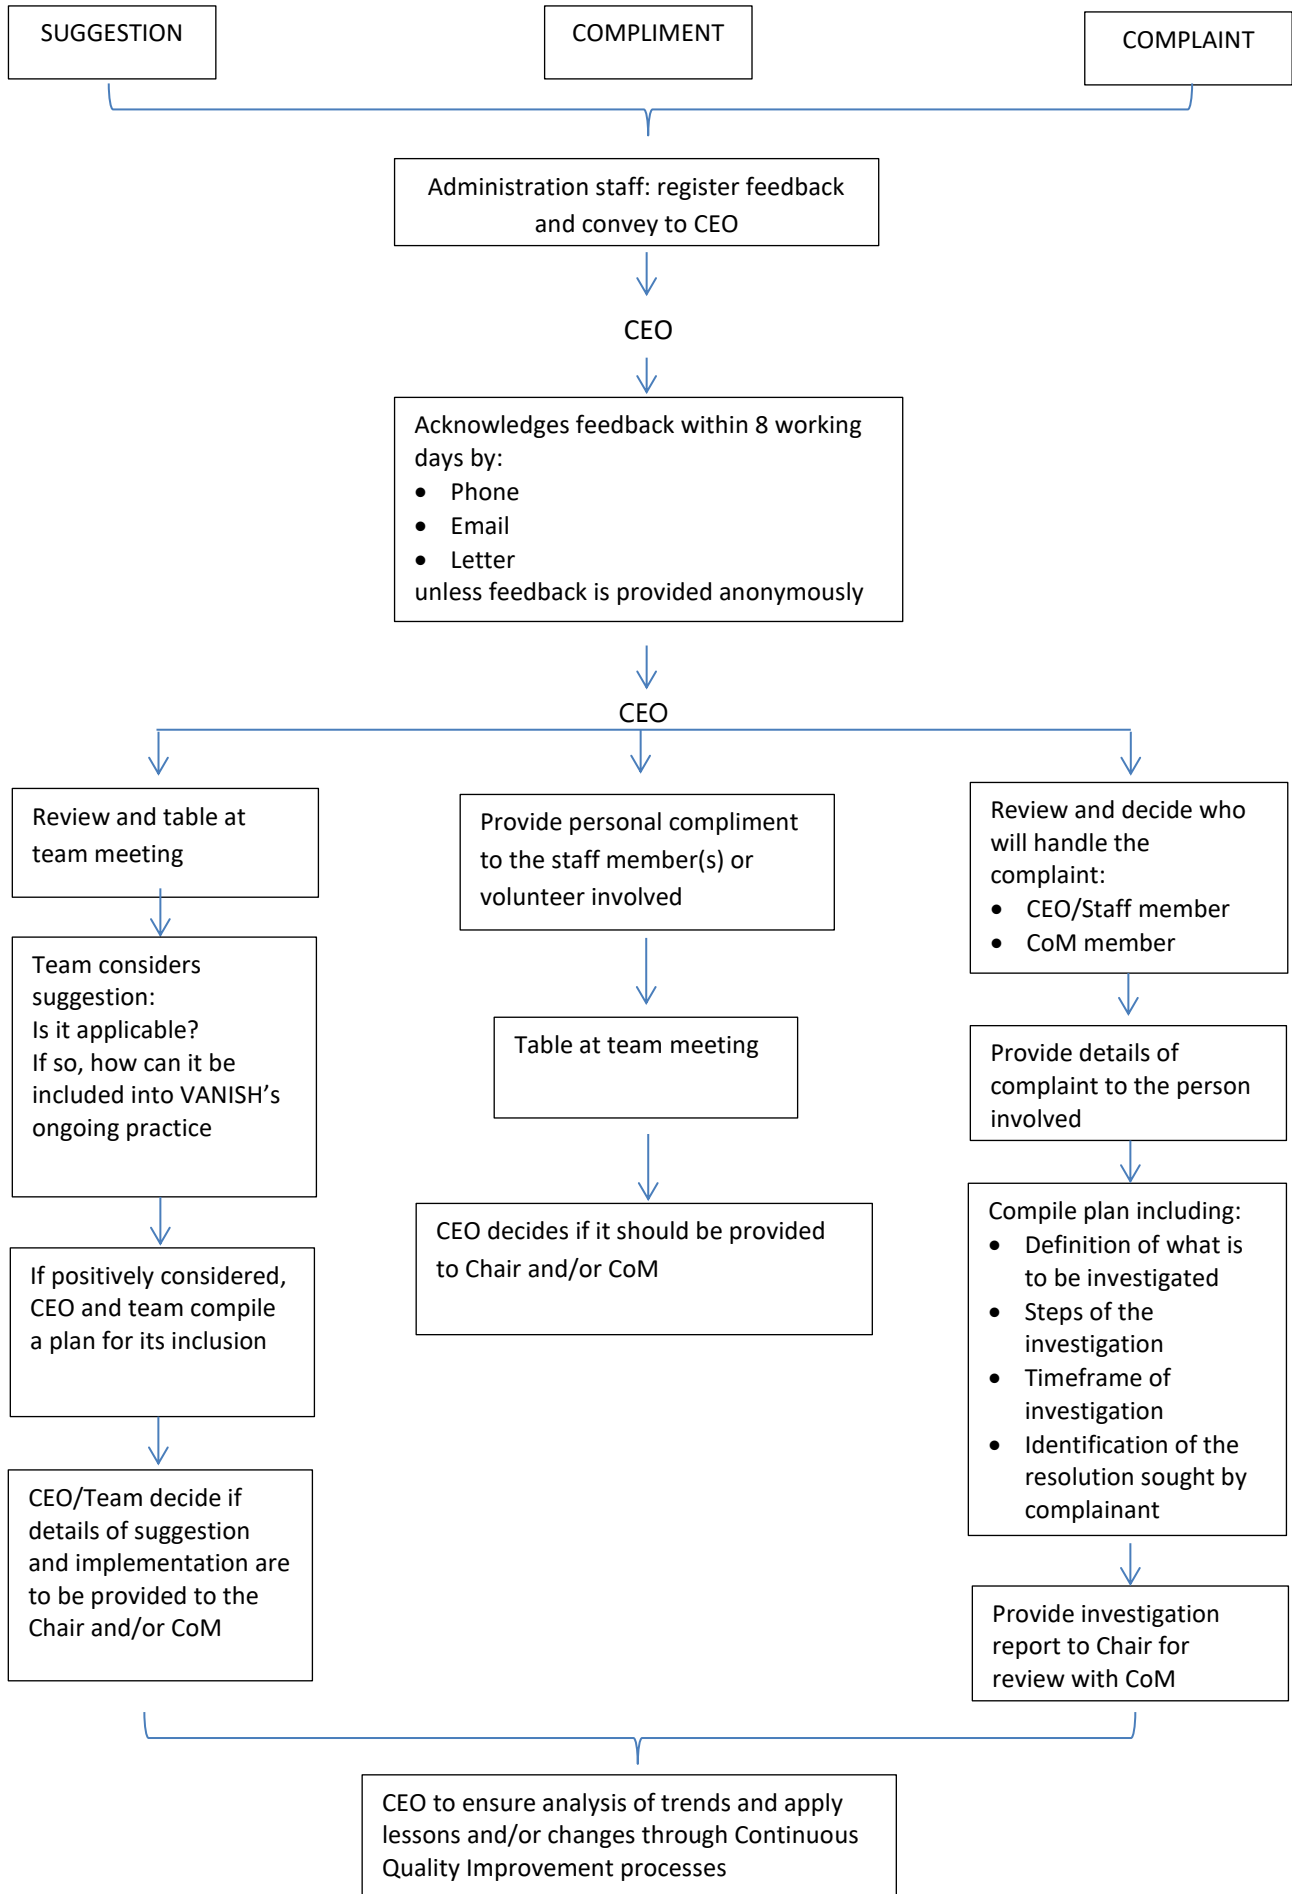 SUGGESTION
COMPLIMENT
COMPLAINT
Administration staff: register feedback
and convey to CEO
CEO
Acknowledges feedback within 8 working
days by:
• Phone
• Email
• Letter
unless feedback is provided anonymously
CEO
Review and table at
team meeting
Team considers
suggestion:
Is it applicable?
If so, how can it be
included into VANISH’s
ongoing practice
If positively considered,
CEO and team compile
a plan for its inclusion
CEO/Team decide if
details of suggestion
and implementation are
to be provided to the
Chair and/or CoM
Provide personal compliment
to the staff member(s) or
volunteer involved
Table at team meeting
CEO decides if it should be provided
to Chair and/or CoM
Review and decide who
will handle the
complaint:
• CEO/Staff member
• CoM member
Provide details of
complaint to the person
involved
Compile plan including:
• Definition of what is
to be investigated
• Steps of the
investigation
• Timeframe of
investigation
• Identification of the
resolution sought by
complainant
Provide investigation
report to Chair for
review with CoM
CEO to ensure analysis of trends and apply
lessons and/or changes through Continuous
Quality Improvement processes